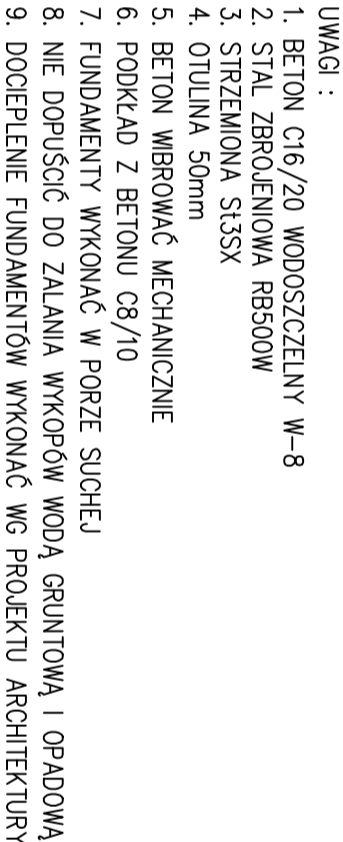 UWAGI :
1. BETON C16/20 WODOSZCZELNY W-8
2. STAL ZBROJENIOWA RB500W
3. STRZEMIONA St3SX
4. OTULINA 50mm
5. BETON WIBROWAĆ MECHANICZNIE
6. PODKŁAD Z BETONU C8/10
7. FUNDAMENTY WYKONAĆ W PORZE SUCHEJ
8. NIE DOPUŚCIĆ DO ZALANIA WYKOPÓW WODĄ GRUNTOWĄ I OPADOWĄ
9. DOCIEPLENIE FUNDAMENTÓW WYKONAĆ WG PROJEKTU ARCHITEKTURY